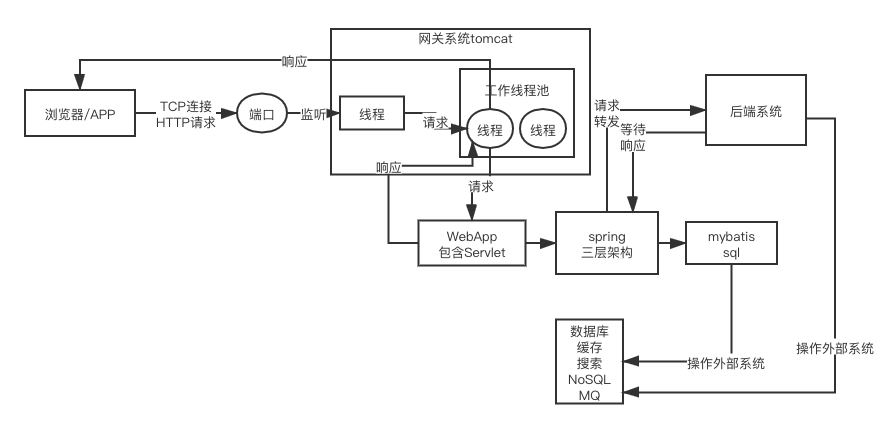 网关系统tomcat
响应
工作线程池
浏览器/APP
TCP连接
HTTP请求
端口
监听
线程
请求
线程
线程
请求
转发
等待
响应
后端系统
响应
请求
WebApp
包含Servlet
spring
三层架构
mybatis
sql
数据库
缓存
搜索
NoSQL
MQ
操作外部系统
操作外部系统